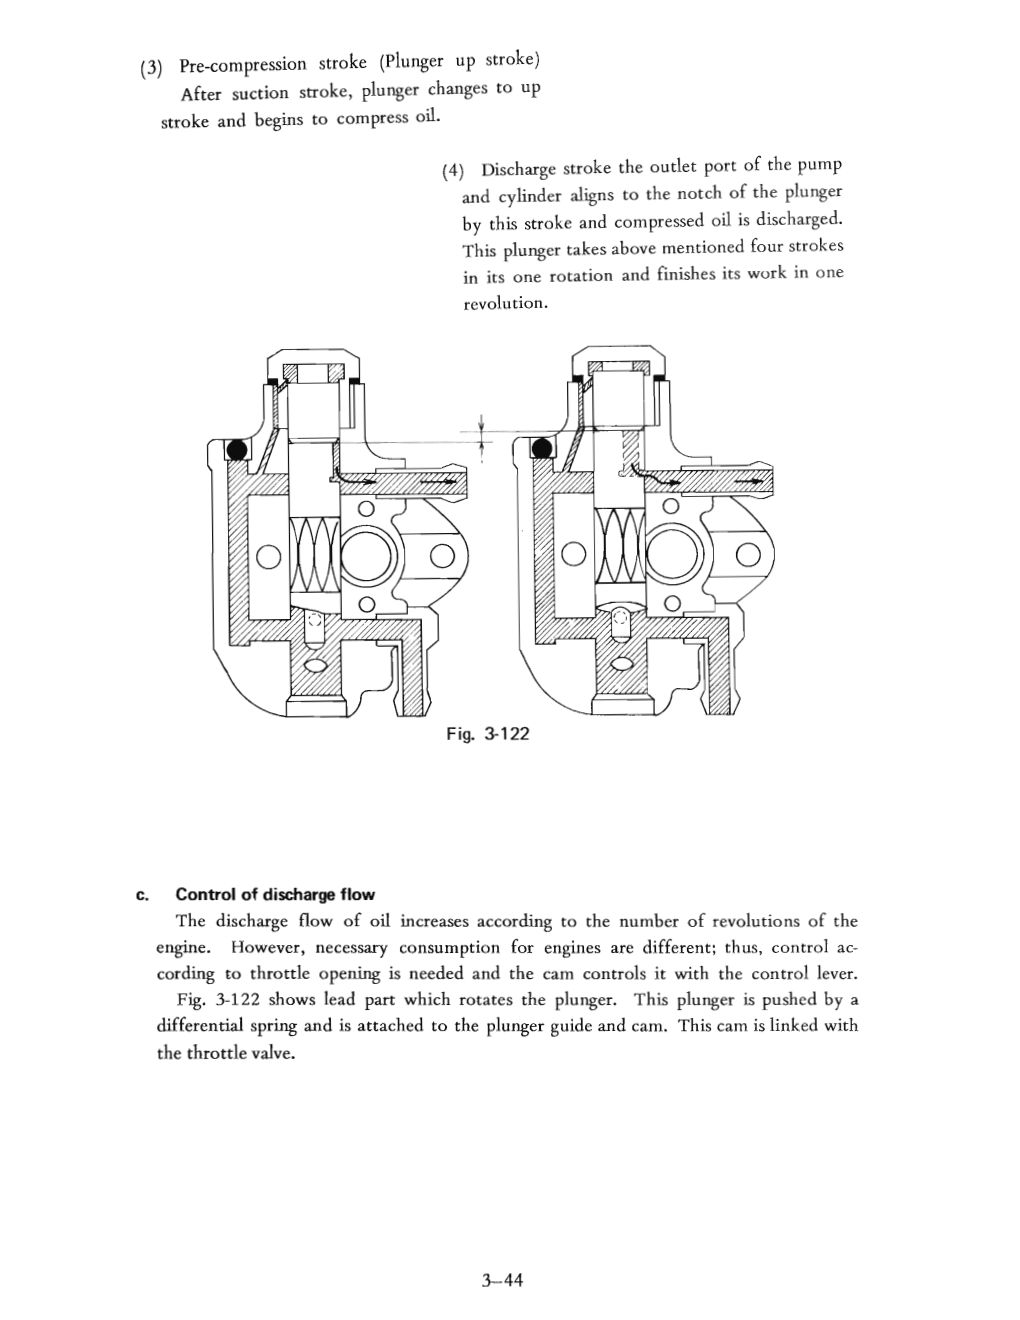 (3) Pre-compression stroke (Plunger up stroke)
After suction stroke, plunger changes to up
stroke and begins to compress oil.
(4) Discharge stroke the outlet port of the pump
and cylinder aligns to the notch of the plunger
by this stroke and compressed oil is discharged.
This plunger takes above mentioned four strokes
in its one rotation and finishes its work in one
revolution.
Fig. 3-122
c. Control of discharge flow
The discharge flow of oil increases according to the number of revolutions of the
engine. However, necessary consumption for engines are different; thus, control ac-
cording to throttle opening is needed and the cam controls it with the control lever.
Fig. 3-122 shows lead part which rotates the plunger. This plunger is pushed by a
differential spring and is attached to the plunger guide and cam. This cam is linked with
the throttle valve.
3—44